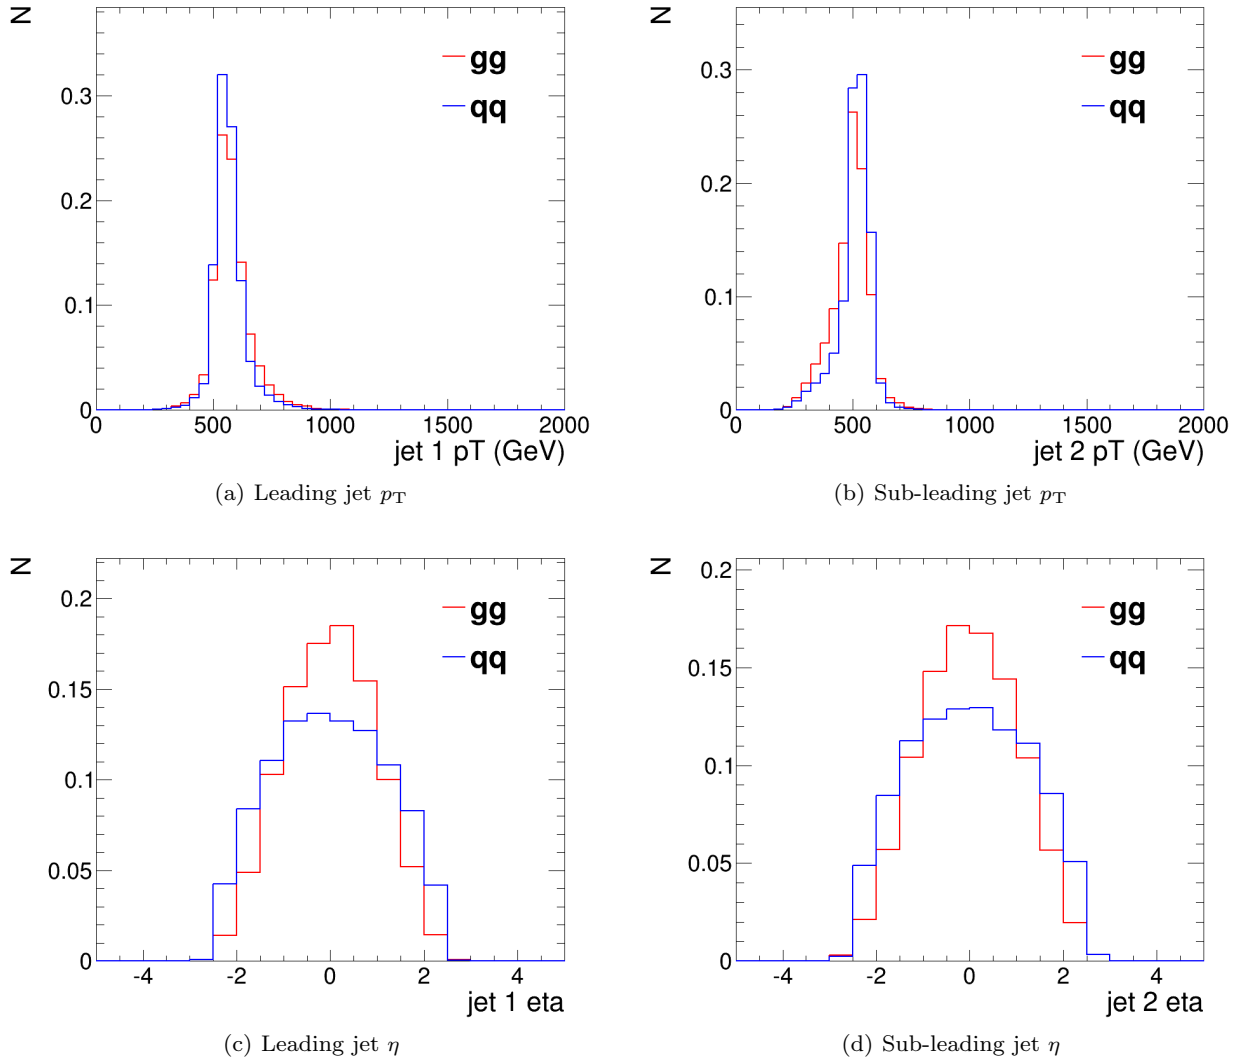 N
gg
qq
0.3
0.2
0.1
0
0 500 1000 1500 2000
jet 1 pT (GeV)
(a) Leading jet pT
N
gg
qq
0.3
0.2
0.1
0
0 500 1000 1500 2000
jet 2 pT (GeV)
(b) Sub-leading jet pT
N
gg
qq
0.2
0.15
0.1
0.05
0
-4 -2 0 2 4
jet 1 eta
(c) Leading jet η
N
gg
qq
0.2
0.15
0.1
0.05
0
-4 -2 0 2 4
jet 2 eta
(d) Sub-leading jet η